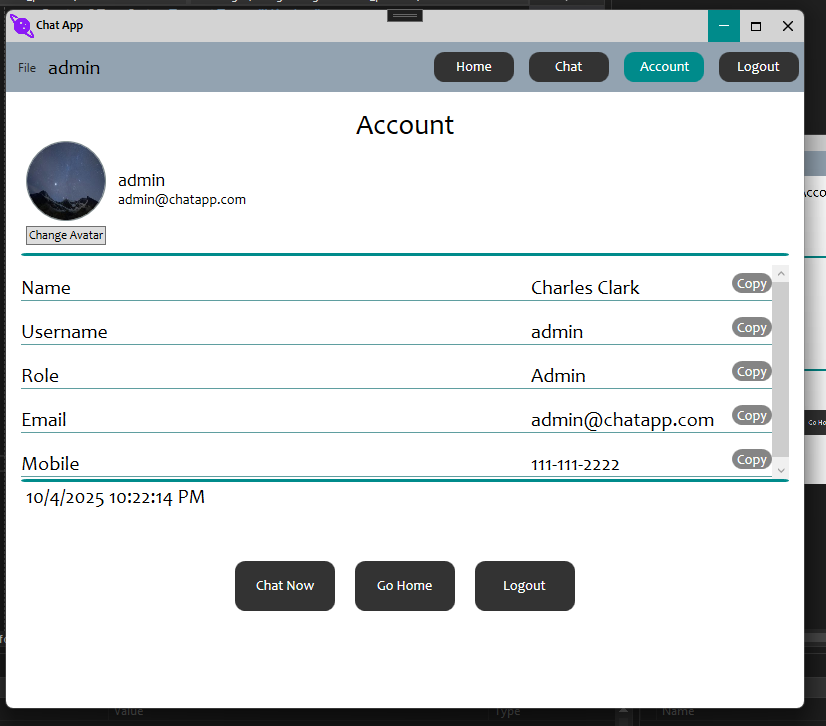 Chat App
File admin Home Chat Account Logout
Account
admin
admin@chatapp.com
Change Avatar
Name Charles Clark Copy
Username admin Copy
Role Admin Copy
Email admin@chatapp.com Copy
Mobile 111-111-2222 Copy
10/4/2025 10:22:14 PM
Chat Now Go Home Logout
Value Type Name